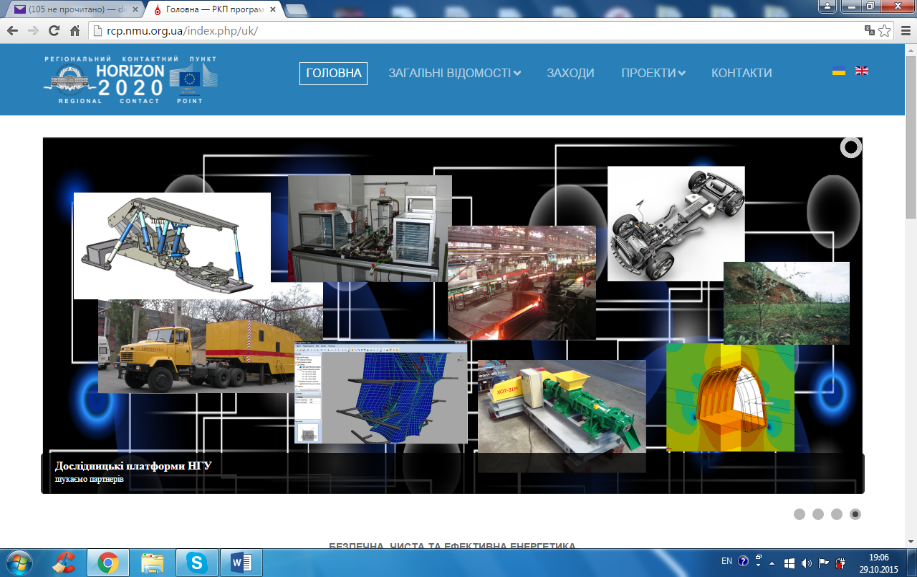 (105 не прочитано) — d
Головна — РКП програм
rcp.nmu.org.ua/index.php/uk/
РЕГІОНАЛЬНИЙ КОНТАКТНИЙ ПУНКТ
HORIZON
2020
REGIONAL CONTACT POINT
ГОЛОВНА
ЗАГАЛЬНІ ВІДОМОСТІ
ЗАХОДИ
ПРОЕКТИ
КОНТАКТИ
Дослідницькі платформи НГУ
шукаємо партнерів
БЕЗПЕЧНА, ЧИСТА ТА ЕФЕКТИВНА ЕНЕРГЕТИКА
EN
19:06
29.10.2015